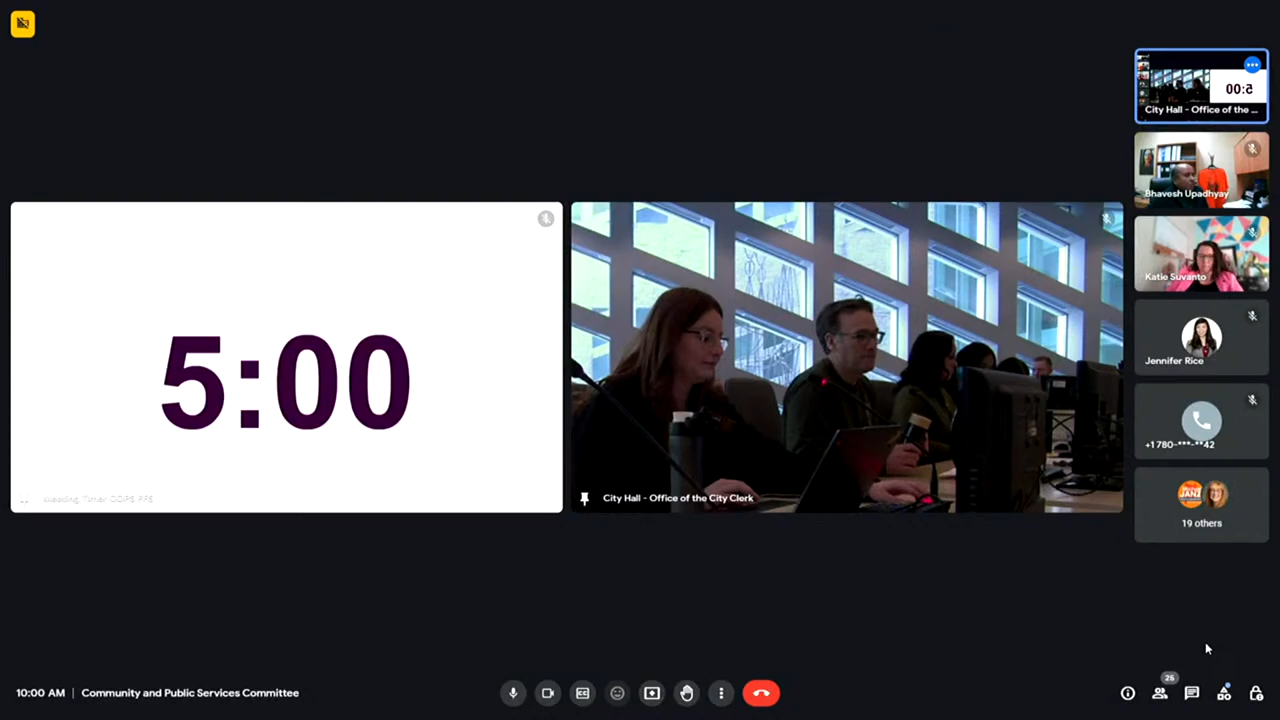 5:00
City Hall - Office of the City Clerk
5:00
City Hall - Office of the ...
Bhavesh Upadhyay
Katie Suvanto
Jennifer Rice
+1 780-***-**42
JANZ
19 others
10:00 AM | Community and Public Services Committee
26